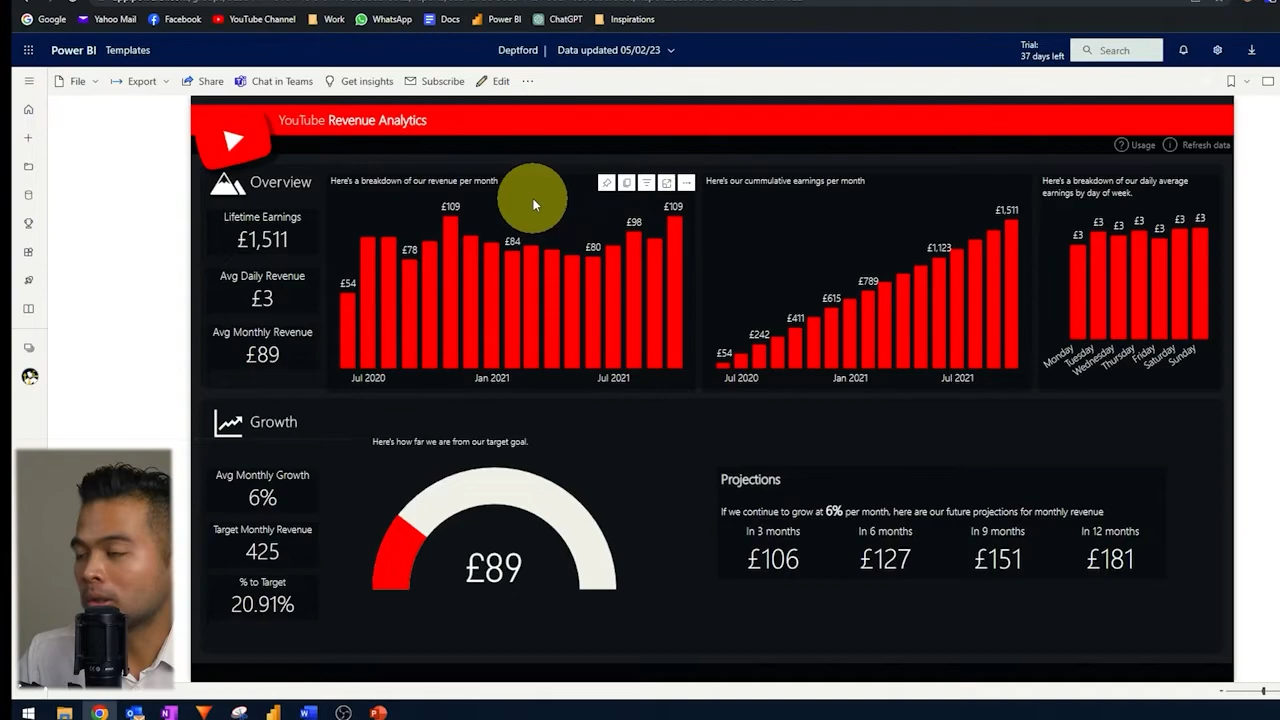 Google Yahoo Mail Facebook YouTube Channel Work WhatsApp Docs Power BI ChatGPT Inspirations
Power BI Templates Deptford | Data updated 05/02/23 Trial:
37 days left Search
File Export Share Chat in Teams Get insights Subscribe Edit
YouTube Revenue Analytics
Usage Refresh data
Overview
Lifetime Earnings
£1,511
Avg Daily Revenue
£3
Avg Monthly Revenue
£89
Here's a breakdown of our revenue per month
£54 £78 £109 £84 £80 £98 £109
Jul 2020 Jan 2021 Jul 2021
Here's our cummulative earnings per month
£54 £242 £411 £615 £789 £1,123 £1,511
Jul 2020 Jan 2021 Jul 2021
Here's a breakdown of our daily average
earnings by day of week.
£3 £3 £3 £3 £3 £3 £3
Monday Tuesday Wednesday Thursday Friday Saturday Sunday
Growth
Avg Monthly Growth
6%
Target Monthly Revenue
425
% to Target
20.91%
Here's how far we are from our target goal.
£89
Projections
If we continue to grow at 6% per month, here are our future projections for monthly revenue
In 3 months In 6 months In 9 months In 12 months
£106 £127 £151 £181